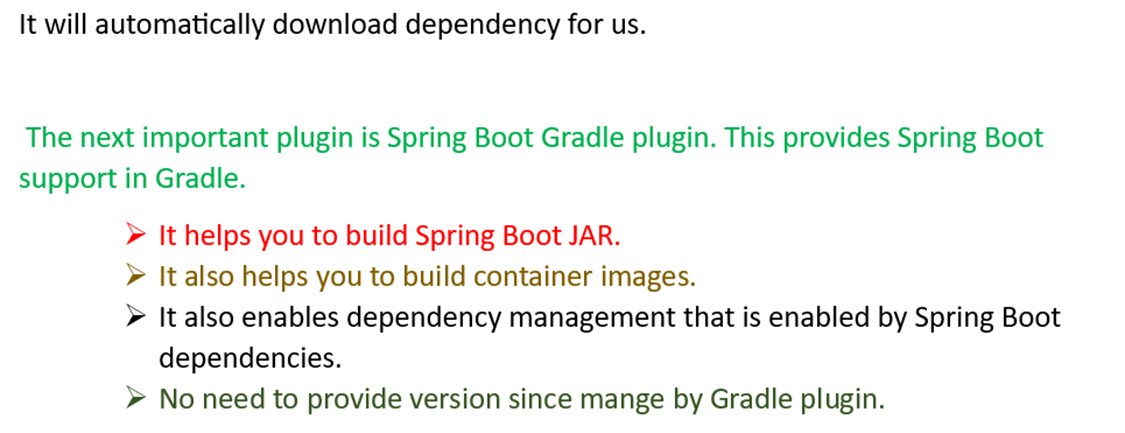 It will automatically download dependency for us.
The next important plugin is Spring Boot Gradle plugin. This provides Spring Boot
support in Gradle.
➢ It helps you to build Spring Boot JAR.
➢ It also helps you to build container images.
➢ It also enables dependency management that is enabled by Spring Boot
dependencies.
➢ No need to provide version since mange by Gradle plugin.